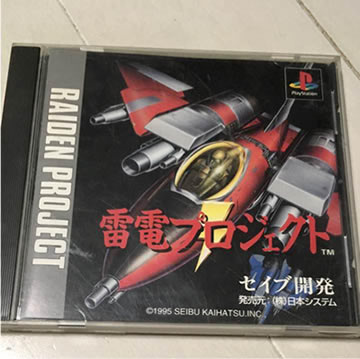 RAIDEN PROJECT
PlayStation
雷電プロジェクト
TM
セイブ開発
発売元:(株)日本システム
©1995 SEIBU KAIHATSU.INC